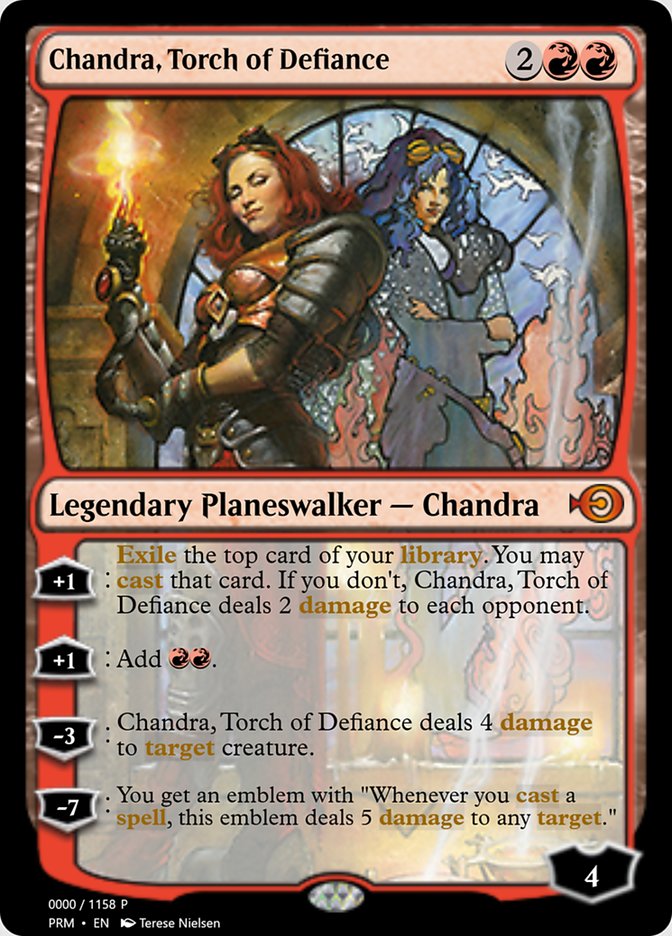 Chandra, Torch of Defiance 2
Legendary Planeswalker — Chandra
Exile the top card of your library. You may
+1 : cast that card. If you don't, Chandra, Torch of
Defiance deals 2 damage to each opponent.
+1 : Add .
Chandra, Torch of Defiance deals 4 damage
-3 : to target creature.
You get an emblem with "Whenever you cast a
-7 : spell, this emblem deals 5 damage to any target."
4
0000 / 1158 P
PRM • EN Terese Nielsen